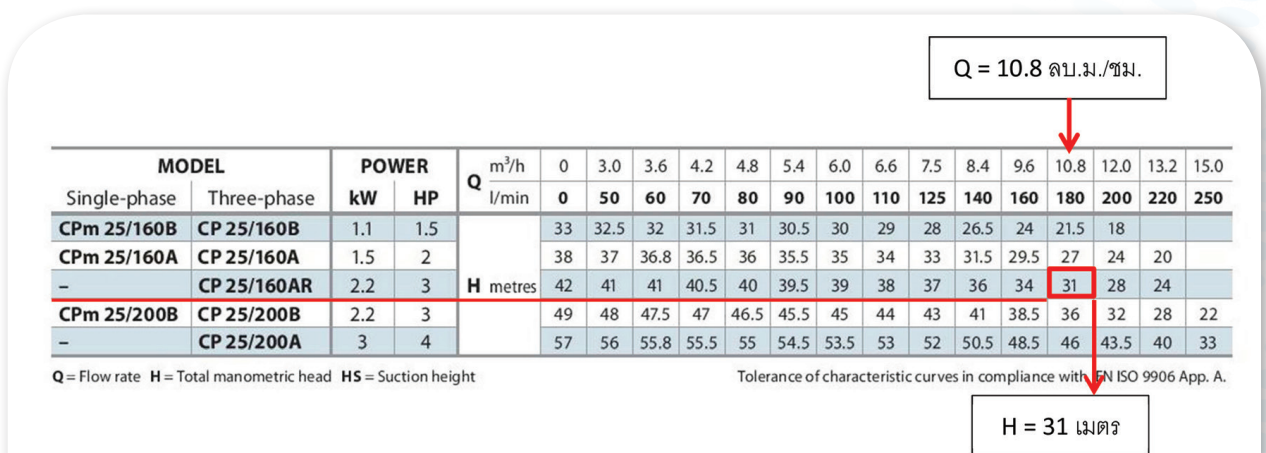 Q = 10.8 ลบ.ม./ชม.
MODEL POWER Q m³/h 0 3.0 3.6 4.2 4.8 5.4 6.0 6.6 7.5 8.4 9.6 10.8 12.0 13.2 15.0
Single-phase Three-phase kW HP l/min 0 50 60 70 80 90 100 110 125 140 160 180 200 220 250
CPm 25/160B CP 25/160B 1.1 1.5 33 32.5 32 31.5 31 30.5 30 29 28 26.5 24 21.5 18
CPm 25/160A CP 25/160A 1.5 2 38 37 36.8 36.5 36 35.5 35 34 33 31.5 29.5 27 24 20
– CP 25/160AR 2.2 3 H metres 42 41 41 40.5 40 39.5 39 38 37 36 34 31 28 24
CPm 25/200B CP 25/200B 2.2 3 49 48 47.5 47 46.5 45.5 45 44 43 41 38.5 36 32 28 22
– CP 25/200A 3 4 57 56 55.8 55.5 55 54.5 53.5 53 52 50.5 48.5 46 43.5 40 33
Q = Flow rate H = Total manometric head HS = Suction height Tolerance of characteristic curves in compliance with EN ISO 9906 App. A.
H = 31 เมตร